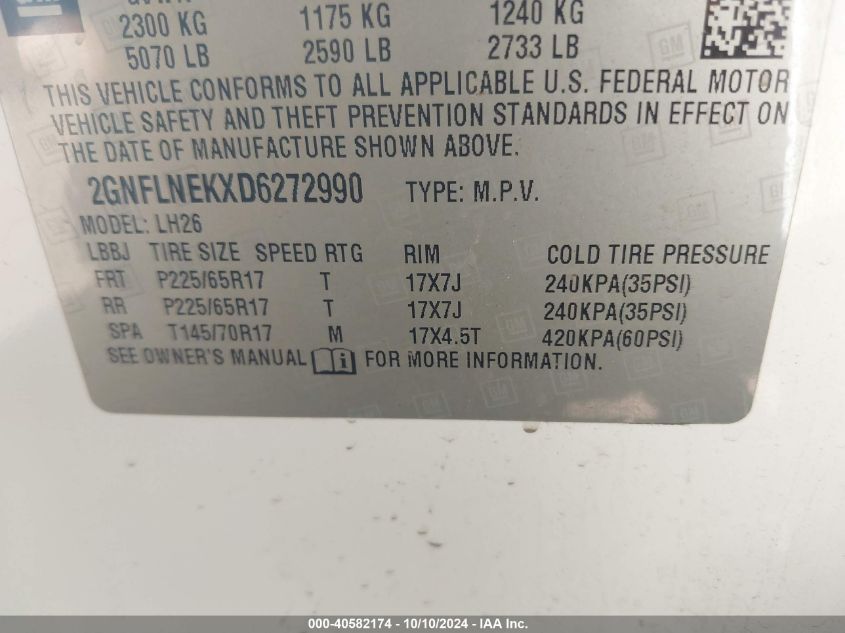 GM
2300 KG 1175 KG 1240 KG
5070 LB 2590 LB 2733 LB
THIS VEHICLE CONFORMS TO ALL APPLICABLE U.S. FEDERAL MOTOR
VEHICLE SAFETY AND THEFT PREVENTION STANDARDS IN EFFECT ON
THE DATE OF MANUFACTURE SHOWN ABOVE.
2GNFLNEKXD6272990 TYPE: M.P.V.
MODEL: LH26
LBBJ TIRE SIZE SPEED RTG RIM COLD TIRE PRESSURE
FRT P225/65R17 T 17X7J 240KPA(35PSI)
RR P225/65R17 T 17X7J 240KPA(35PSI)
SPA T145/70R17 M 17X4.5T 420KPA(60PSI)
SEE OWNER'S MANUAL i FOR MORE INFORMATION.
000-40582174 - 10/10/2024 - IAA Inc.